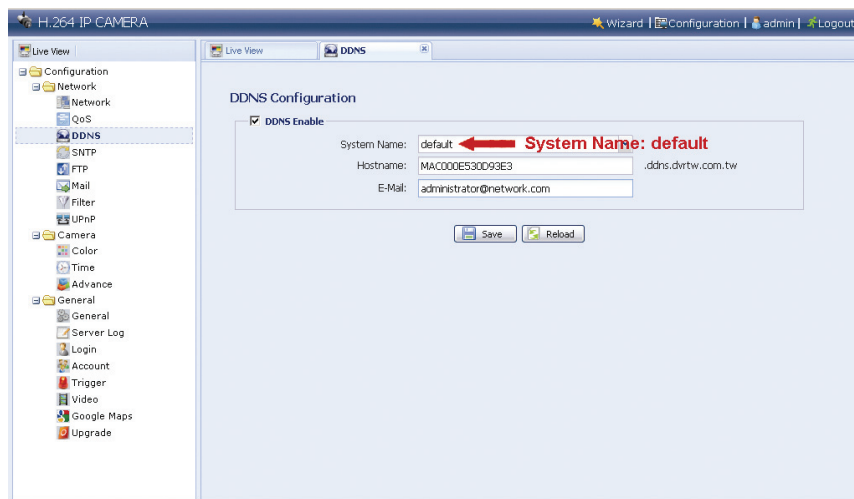 H.264 IP CAMERA
Wizard | Configuration | admin | Logout
Live View
Live View
DDNS
Configuration
Network
Network
QoS
DDNS
SNTP
FTP
Mail
Filter
UPnP
Camera
Color
Time
Advance
General
General
Server Log
Login
Account
Trigger
Video
Google Maps
Upgrade
DDNS Configuration
DDNS Enable
System Name: default
System Name: default
Hostname: MAC000E530D93E3 .ddns.dvrtw.com.tw
E-Mail: administrator@network.com
Save Reload